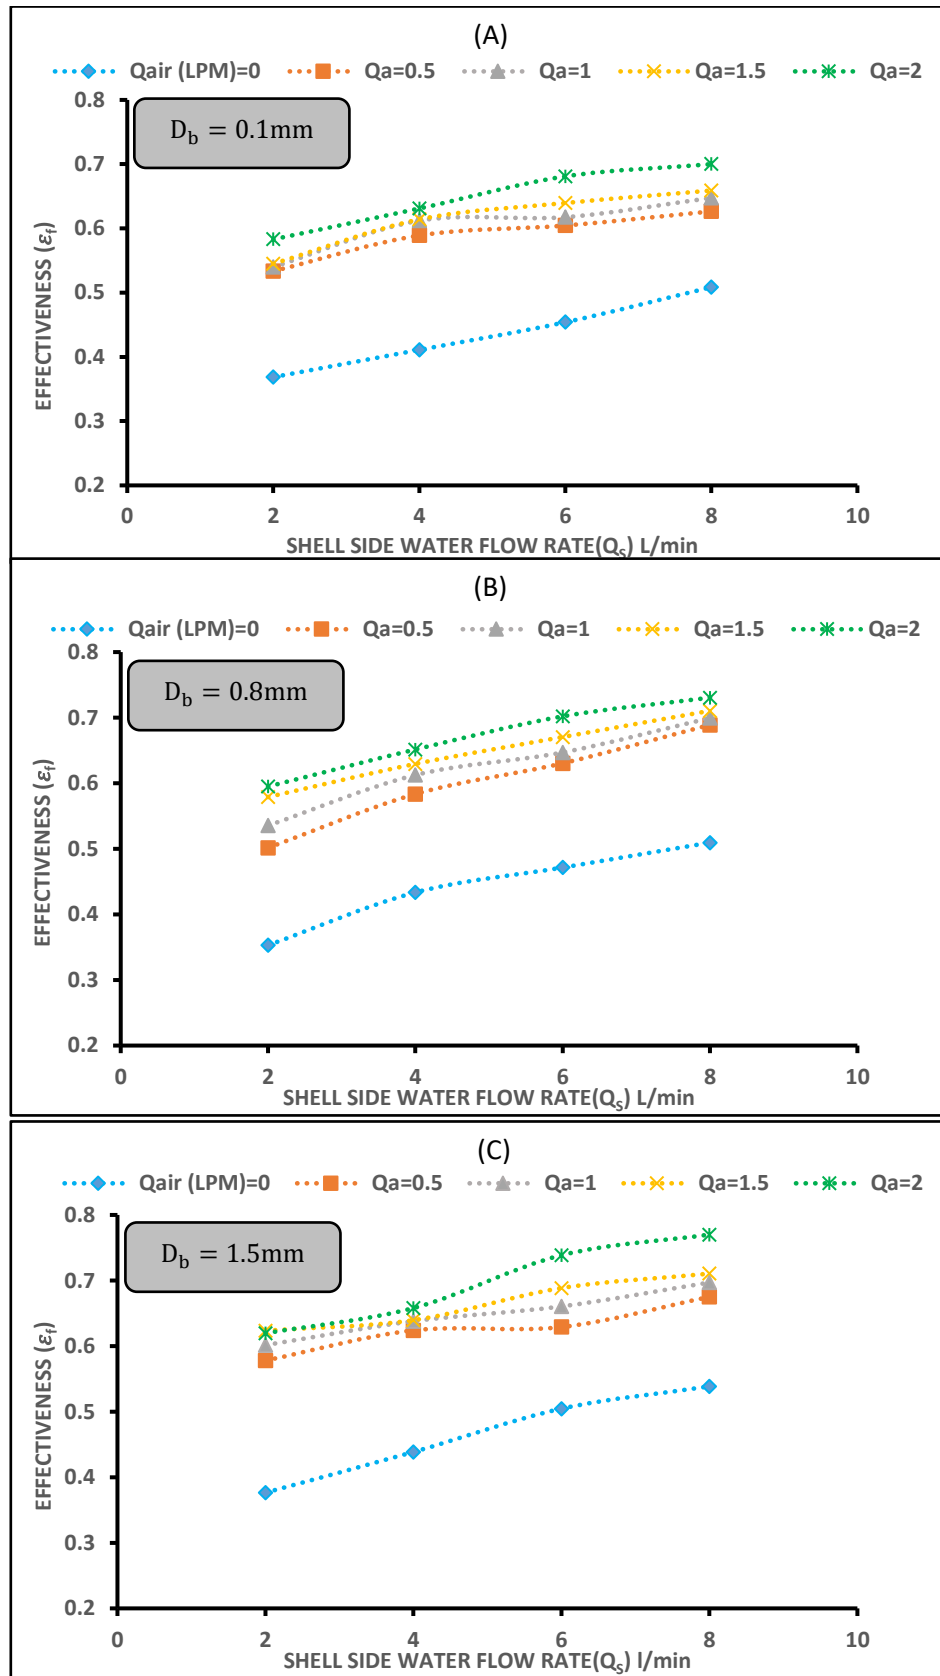 (A)
Qair (LPM)=0 Qa=0.5 Qa=1 Qa=1.5 Qa=2
D_b = 0.1mm
0.8
0.7
0.6
0.5
0.4
0.3
0.2
EFFECTIVENESS (ε_f)
0 2 4 6 8 10
SHELL SIDE WATER FLOW RATE(Q_S) L/min
(B)
Qair (LPM)=0 Qa=0.5 Qa=1 Qa=1.5 Qa=2
D_b = 0.8mm
0.8
0.7
0.6
0.5
0.4
0.3
0.2
EFFECTIVENESS (ε_f)
0 2 4 6 8 10
SHELL SIDE WATER FLOW RATE(Q_S) L/min
(C)
Qair (LPM)=0 Qa=0.5 Qa=1 Qa=1.5 Qa=2
D_b = 1.5mm
0.8
0.7
0.6
0.5
0.4
0.3
0.2
EFFECTIVENESS (ε_f)
0 2 4 6 8 10
SHELL SIDE WATER FLOW RATE(Q_S) l/min